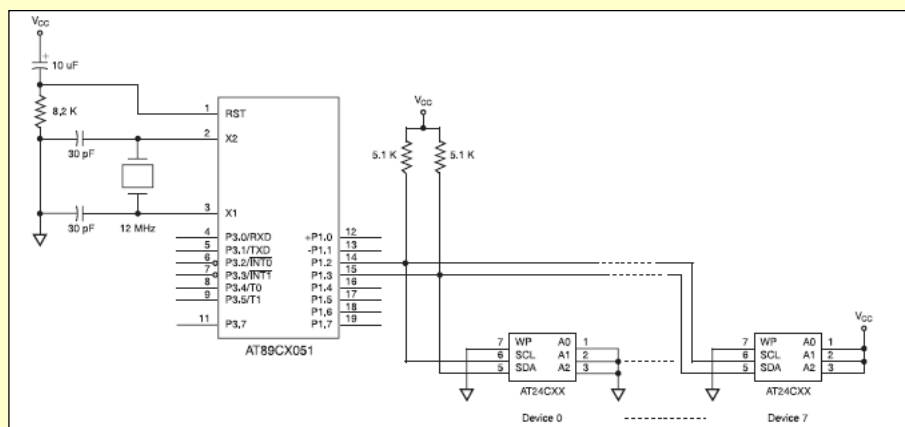 VCC
+
10 uF
8,2 K
30 pF
30 pF
12 MHz
1 RST
2 X2
3 X1
4 P3.0/RXD +P1.0 12
5 P3.1/TXD -P1.1 13
6 P3.2/INT0 P1.2 14
7 P3.3/INT1 P1.3 15
8 P3.4/T0 P1.4 16
9 P3.5/T1 P1.5 17
P1,6 18
11 P3,7 P1,7 19
AT89CX051
VCC
5.1 K 5.1 K
7 WP A0 1
6 SCL A1 2
5 SDA A2 3
AT24CXX
Device 0
VCC
7 WP A0 1
6 SCL A1 2
5 SDA A2 3
AT24CXX
Device 7